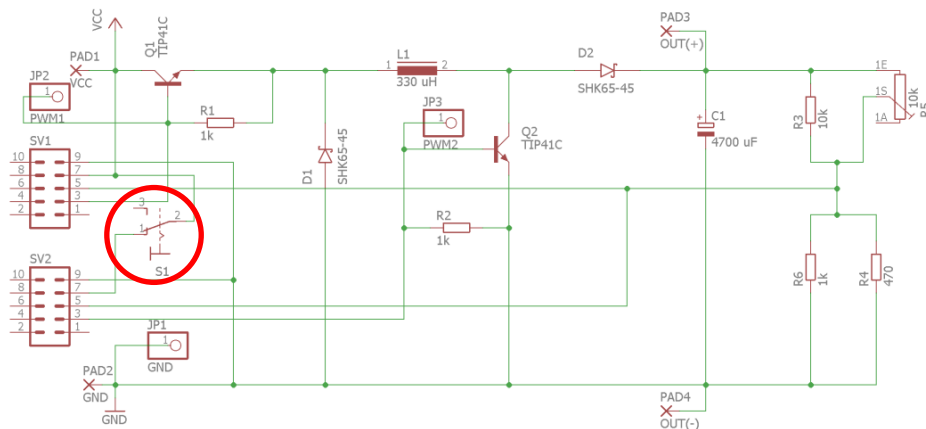 VCC
PAD1
VCC
Q1
TIP41C
JP2
1
PWM1
R1
1k
L1
1
2
330 uH
D2
SHK65-45
PAD3
OUT(+)
JP3
1
PWM2
Q2
TIP41C
D1
SHK65-45
C1
+
4700 uF
R3
10k
1E
1S
1A
10k
R5
SV1
10
9
8
7
6
5
4
3
2
1
3
2
1
S1
R2
1k
SV2
10
9
8
7
6
5
4
3
2
1
R6
1k
R4
470
JP1
1
GND
PAD2
GND
GND
PAD4
OUT(-)